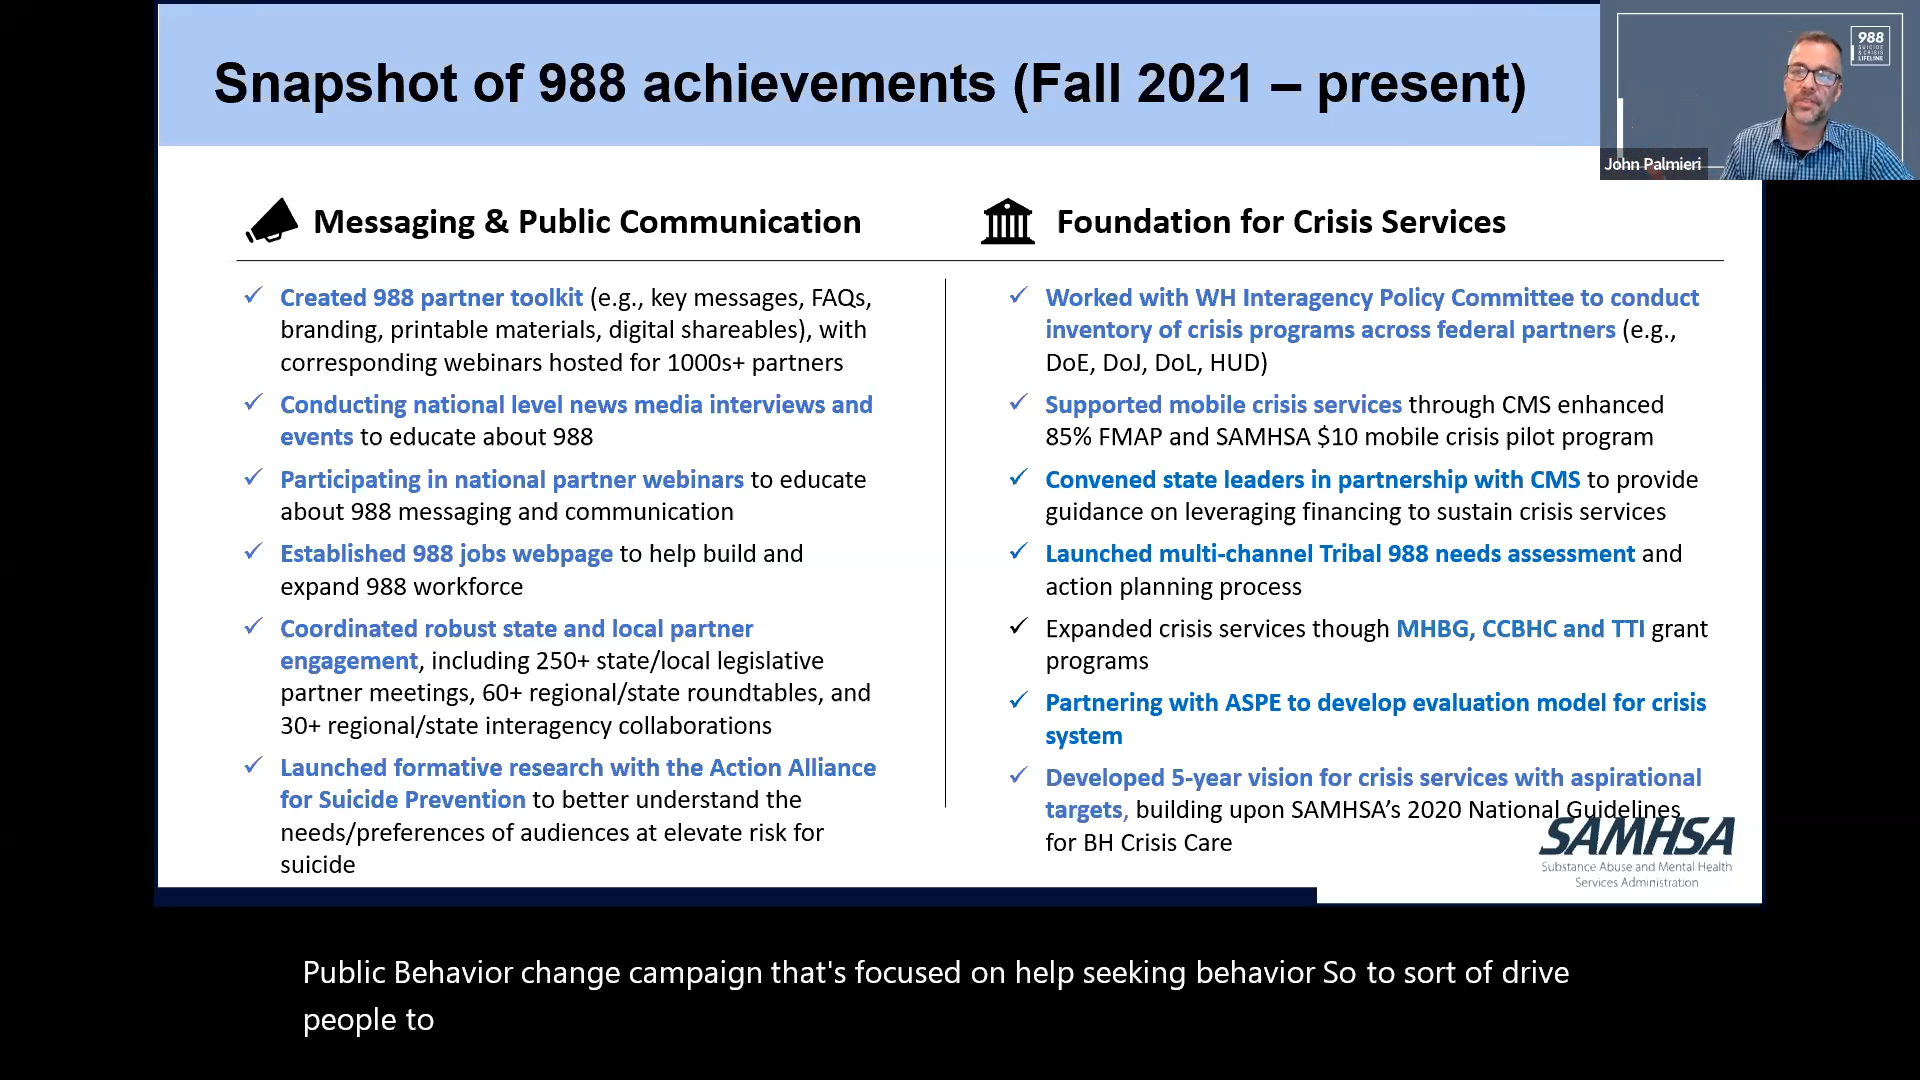 Snapshot of 988 achievements (Fall 2021 – present)
988
SUICIDE
& CRISIS
LIFELINE
John Palmieri
Messaging & Public Communication
Created 988 partner toolkit (e.g., key messages, FAQs,
branding, printable materials, digital shareables), with
corresponding webinars hosted for 1000s+ partners
Conducting national level news media interviews and
events to educate about 988
Participating in national partner webinars to educate
about 988 messaging and communication
Established 988 jobs webpage to help build and
expand 988 workforce
Coordinated robust state and local partner
engagement, including 250+ state/local legislative
partner meetings, 60+ regional/state roundtables, and
30+ regional/state interagency collaborations
Launched formative research with the Action Alliance
for Suicide Prevention to better understand the
needs/preferences of audiences at elevate risk for
suicide
Foundation for Crisis Services
Worked with WH Interagency Policy Committee to conduct
inventory of crisis programs across federal partners (e.g.,
DoE, DoJ, DoL, HUD)
Supported mobile crisis services through CMS enhanced
85% FMAP and SAMHSA $10 mobile crisis pilot program
Convened state leaders in partnership with CMS to provide
guidance on leveraging financing to sustain crisis services
Launched multi-channel Tribal 988 needs assessment and
action planning process
Expanded crisis services though MHBG, CCBHC and TTI grant
programs
Partnering with ASPE to develop evaluation model for crisis
system
Developed 5-year vision for crisis services with aspirational
targets, building upon SAMHSA’s 2020 National Guidelines
for BH Crisis Care
SAMHSA
Substance Abuse and Mental Health
Services Administration
Public Behavior change campaign that's focused on help seeking behavior So to sort of drive
people to